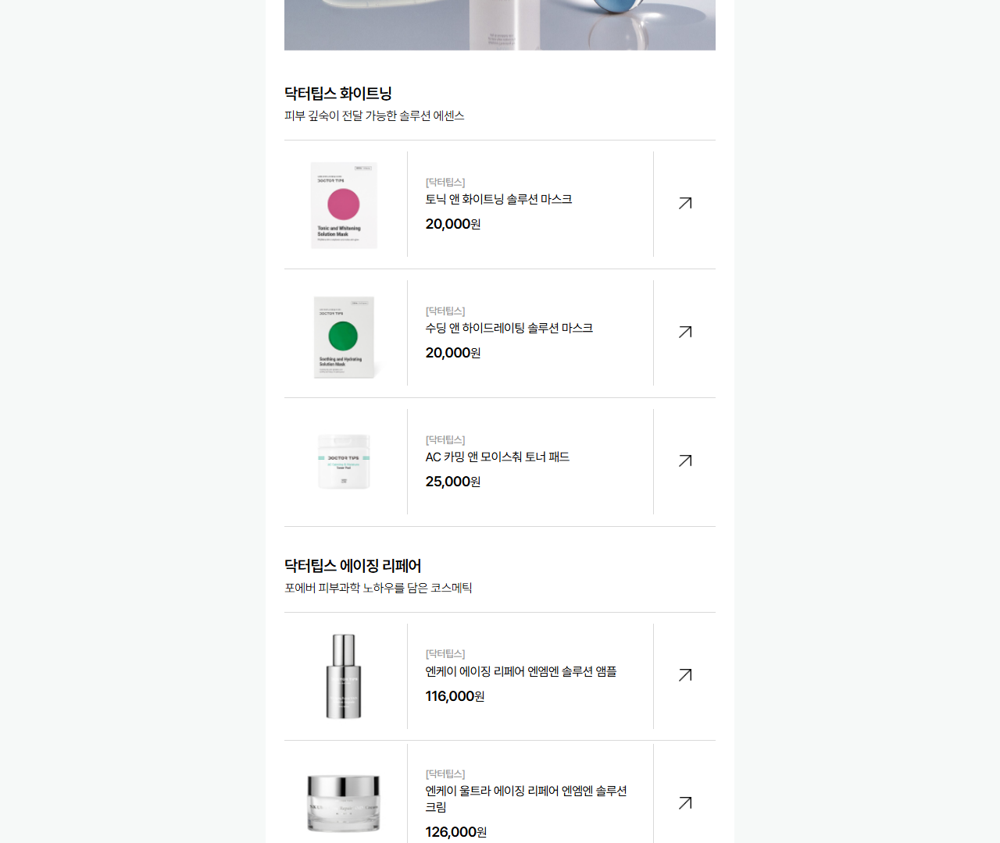 닥터팁스 화이트닝
피부 깊숙이 전달 가능한 솔루션 에센스
DOCTOR TIPS
Tonic and Whitening
Solution Mask
[닥터팁스]
토닉 앤 화이트닝 솔루션 마스크
20,000원
DOCTOR TIPS
Soothing and Hydrating
Solution Mask
[닥터팁스]
수딩 앤 하이드레이팅 솔루션 마스크
20,000원
DOCTOR TIPS
Toner Pad
[닥터팁스]
AC 카밍 앤 모이스춰 토너 패드
25,000원
닥터팁스 에이징 리페어
포에버 피부과학 노하우를 담은 코스메틱
[닥터팁스]
엔케이 에이징 리페어 엔엠엔 솔루션 앰플
116,000원
[닥터팁스]
엔케이 울트라 에이징 리페어 엔엠엔 솔루션
크림
126,000원